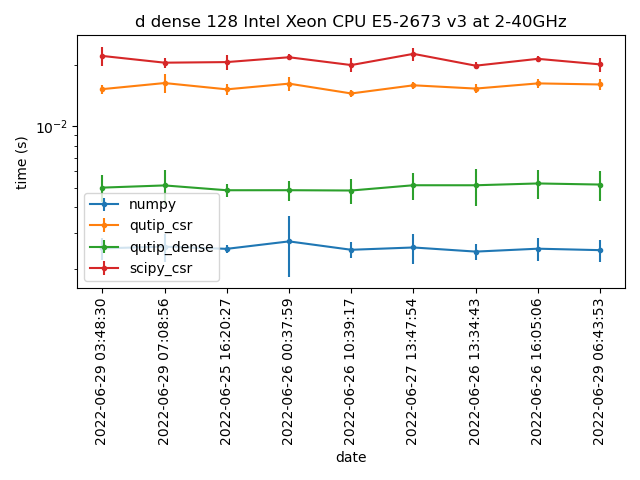 d dense 128 Intel Xeon CPU E5-2673 v3 at 2-40GHz
time (s)
10^-2
numpy
qutip_csr
qutip_dense
scipy_csr
2022-06-29 03:48:30
2022-06-29 07:08:56
2022-06-25 16:20:27
2022-06-26 00:37:59
2022-06-26 10:39:17
2022-06-27 13:47:54
2022-06-26 13:34:43
2022-06-26 16:05:06
2022-06-29 06:43:53
date